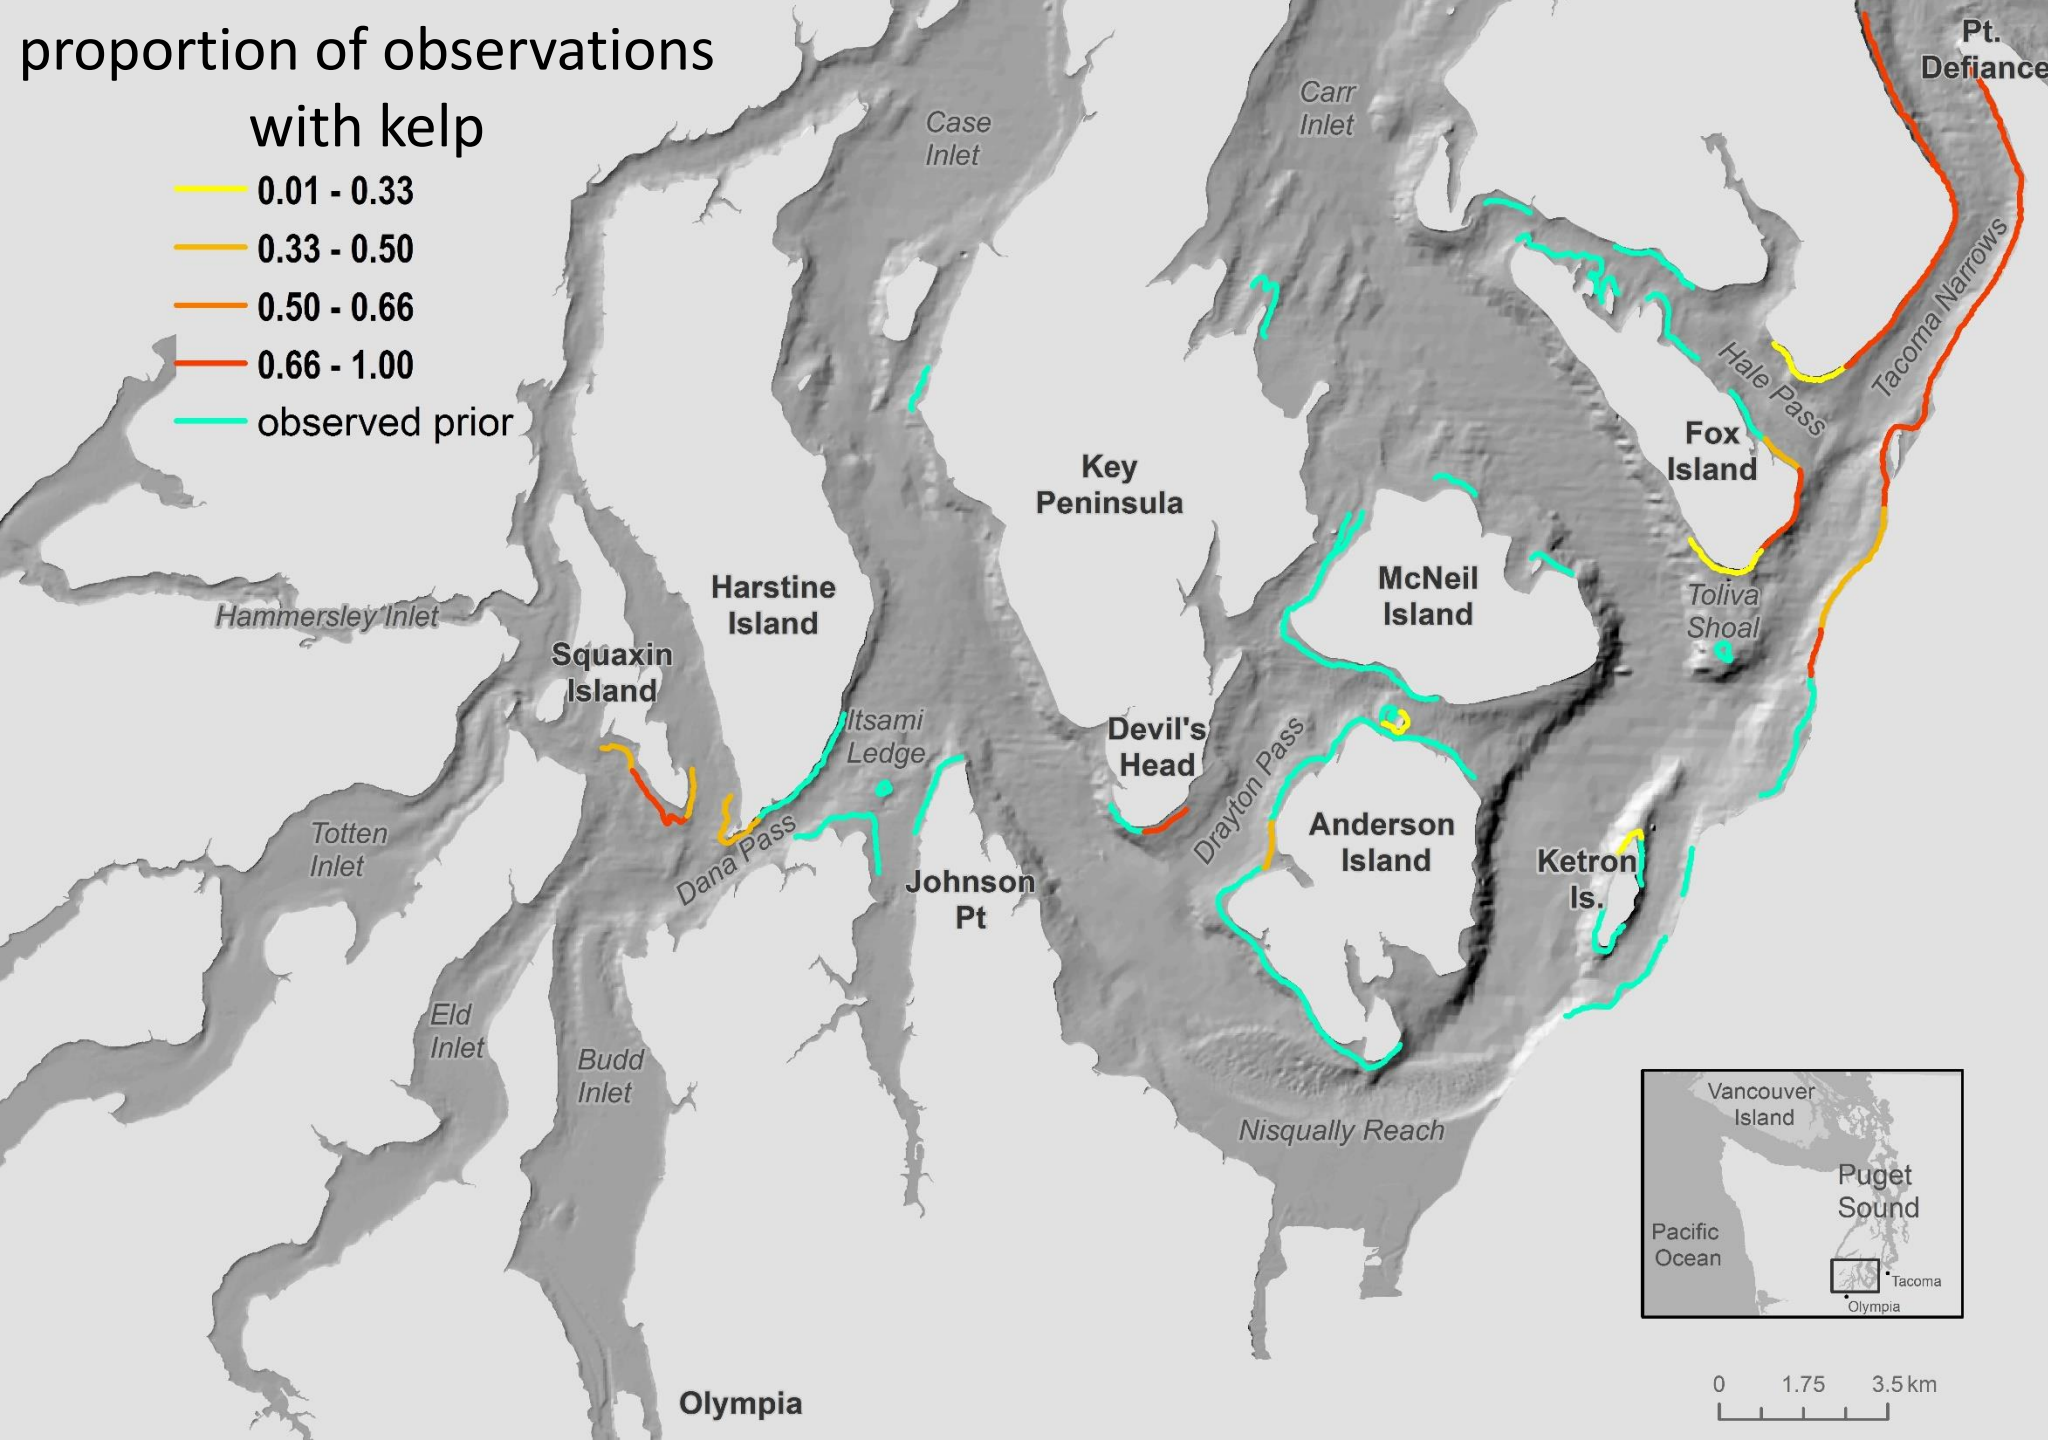 proportion of observations
with kelp
0.01 - 0.33
0.33 - 0.50
0.50 - 0.66
0.66 - 1.00
observed prior
Pt.
Defiance
Case
Inlet
Carr
Inlet
Tacoma Narrows
Hale Pass
Fox
Island
Key
Peninsula
Harstine
Island
McNeil
Island
Toliva
Shoal
Hammersley Inlet
Squaxin
Island
Itsami
Ledge
Devil's
Head
Drayton Pass
Anderson
Island
Ketron
Is.
Totten
Inlet
Dana Pass
Johnson
Pt
Eld
Inlet
Budd
Inlet
Nisqually Reach
Olympia
Vancouver
Island
Puget
Sound
Pacific
Ocean
Tacoma
Olympia
0 1.75 3.5 km